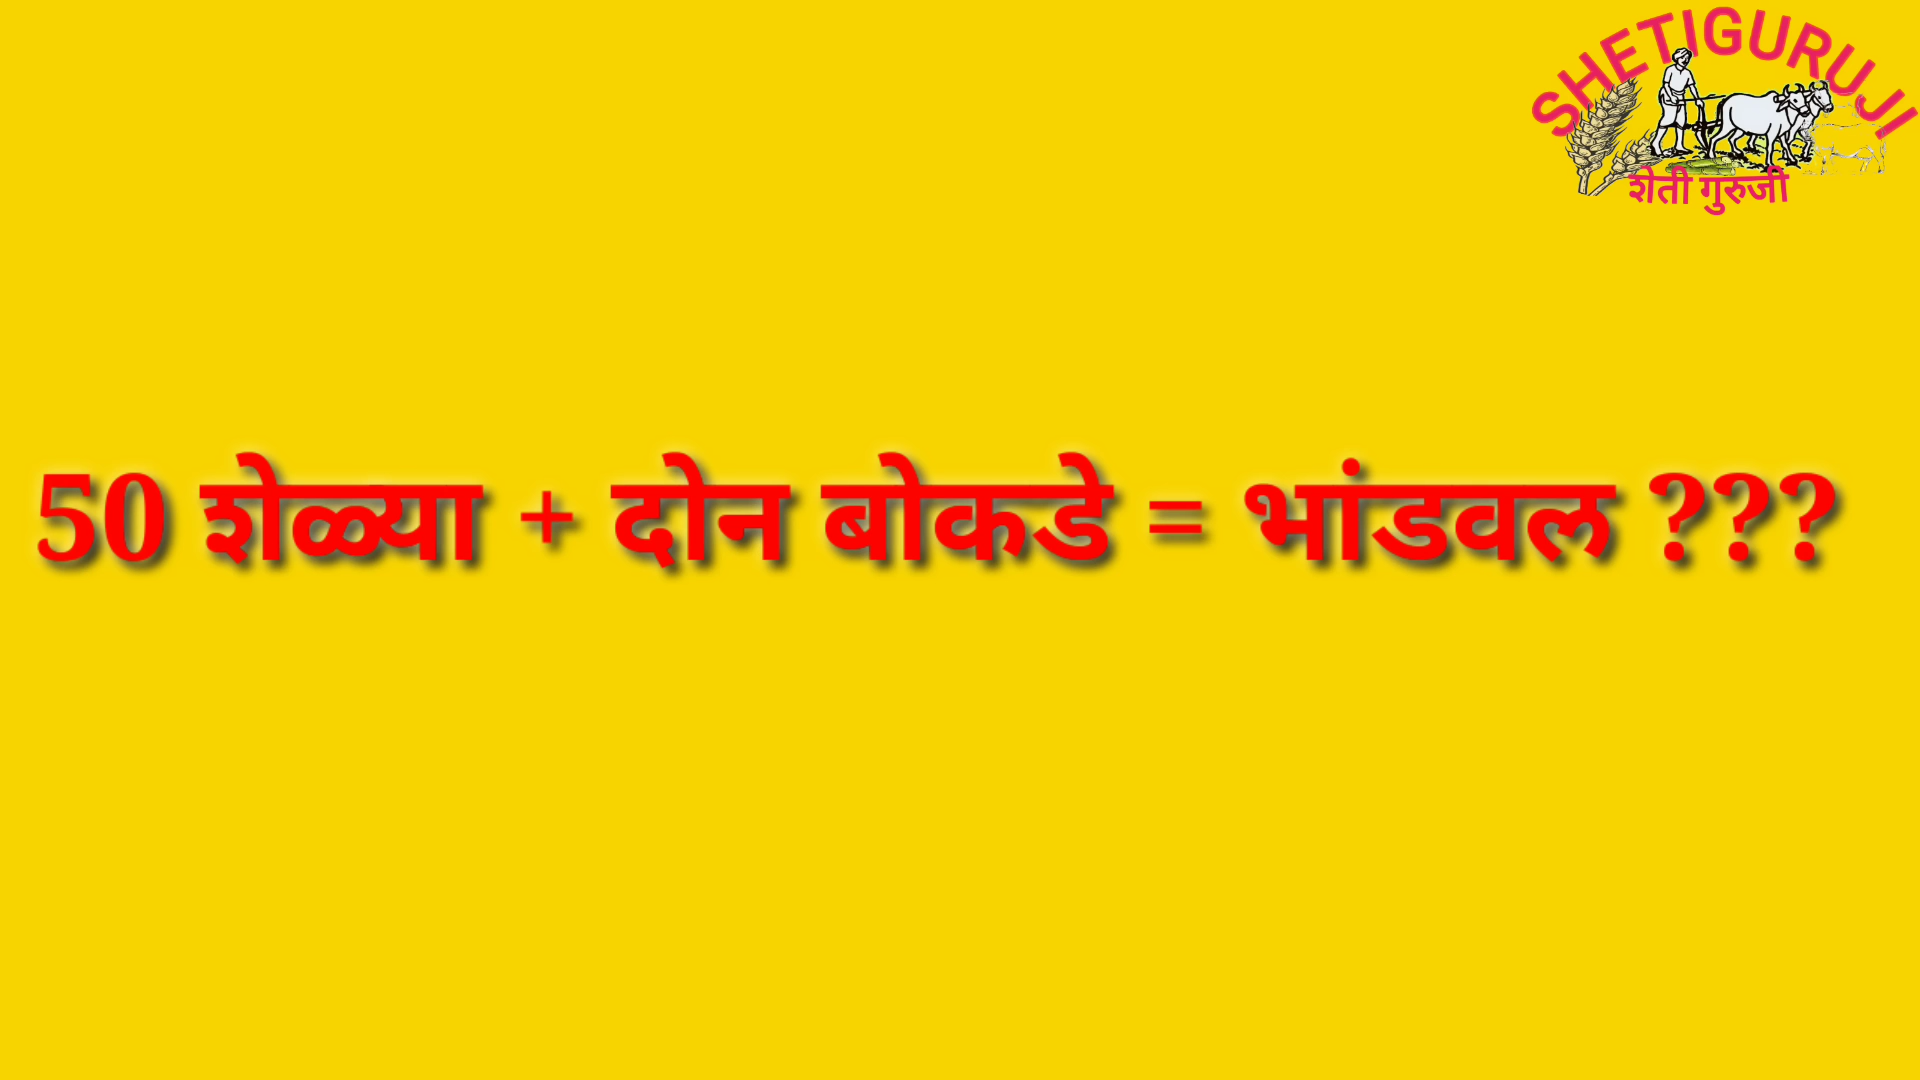 SHETIGURUJI
शेती गुरुजी
50 शेळ्या + दोन बोकडे = भांडवल ???